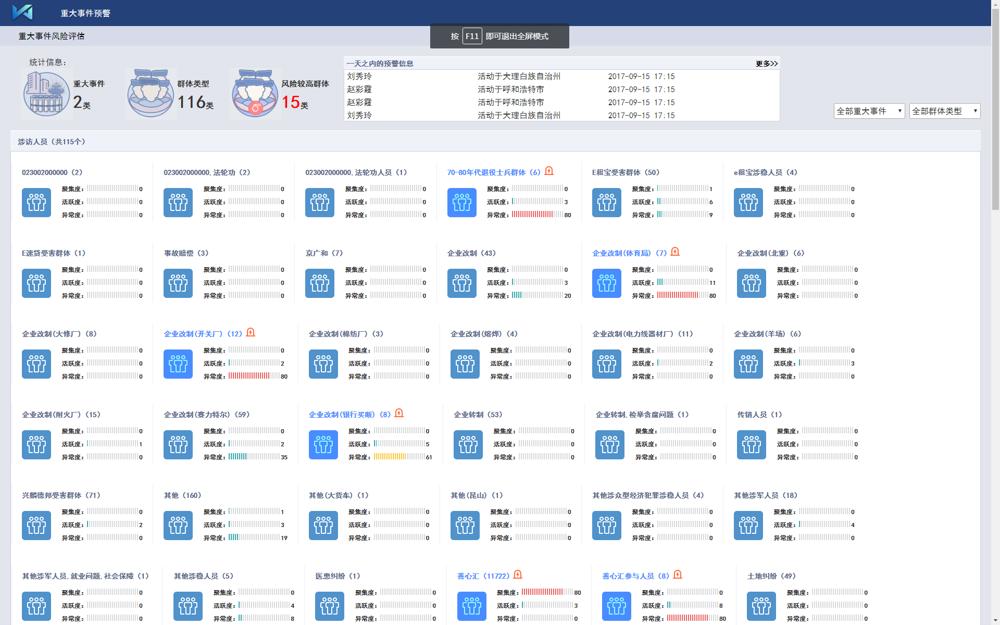 重大事件预警
重大事件风险评估
按 F11 即可退出全屏模式
统计信息:
重大事件
2类
群体类型
116类
风险较高群体
15类
一天之内的预警信息 更多>>
刘秀玲 活动于大理白族自治州 2017-09-15 17:15
赵彩霞 活动于呼和浩特市 2017-09-15 17:15
赵彩霞 活动于呼和浩特市 2017-09-15 17:15
刘秀玲 活动于大理白族自治州 2017-09-15 17:15
全部重大事件 全部群体类型
涉访人员（共115个）
023002000000（2）
聚集度: 0
活跃度: 0
异常度: 0
023002000000,法轮功（2）
聚集度: 0
活跃度: 0
异常度: 0
023002000000,法轮功人员（1）
聚集度: 0
活跃度: 0
异常度: 0
70-80年代退役士兵群体（6）
聚集度: 0
活跃度: 3
异常度: 80
E租宝受害群体（50）
聚集度: 1
活跃度: 6
异常度: 9
e租宝涉稳人员（4）
聚集度: 0
活跃度: 0
异常度: 0
E速贷受害群体（1）
聚集度: 0
活跃度: 0
异常度: 0
事故赔偿（3）
聚集度: 0
活跃度: 0
异常度: 0
京广和（7）
聚集度: 0
活跃度: 0
异常度: 0
企业改制（43）
聚集度: 0
活跃度: 3
异常度: 20
企业改制(体育局)（7）
聚集度: 0
活跃度: 11
异常度: 80
企业改制(北重)（6）
聚集度: 0
活跃度: 0
异常度: 0
企业改制(大修厂)（8）
聚集度: 0
活跃度: 0
异常度: 0
企业改制(开关厂)（12）
聚集度: 0
活跃度: 2
异常度: 80
企业改制(棉纺厂)（3）
聚集度: 0
活跃度: 0
异常度: 0
企业改制(熔烨)（4）
聚集度: 0
活跃度: 0
异常度: 0
企业改制(电力线器材厂)（11）
聚集度: 0
活跃度: 2
异常度: 0
企业改制(羊场)（6）
聚集度: 0
活跃度: 3
异常度: 0
企业改制(耐火厂)（15）
聚集度: 0
活跃度: 1
异常度: 0
企业改制(赛力特尔)（59）
聚集度: 0
活跃度: 2
异常度: 35
企业改制(银行买断)（8）
聚集度: 0
活跃度: 5
异常度: 61
企业转制（53）
聚集度: 0
活跃度: 0
异常度: 0
企业转制,检举贪腐问题（1）
聚集度: 0
活跃度: 0
异常度: 0
传销人员（1）
聚集度: 0
活跃度: 0
异常度: 0
兴麟德邦受害群体（71）
聚集度: 0
活跃度: 2
异常度: 0
其他（160）
聚集度: 1
活跃度: 3
异常度: 19
其他(大货车)（1）
聚集度: 0
活跃度: 0
异常度: 0
其他(昆山)（1）
聚集度: 0
活跃度: 0
异常度: 0
其他涉众型经济犯罪涉稳人员（4）
聚集度: 0
活跃度: 0
异常度: 0
其他涉军人员（18）
聚集度: 0
活跃度: 4
异常度: 0
其他涉军人员,就业问题,社会保障（1）
聚集度: 0
活跃度: 0
异常度: 0
其他涉稳人员（5）
聚集度: 0
活跃度: 4
异常度: 8
医患纠纷（1）
聚集度: 0
活跃度: 0
异常度: 0
善心汇（11722）
聚集度: 80
活跃度: 3
异常度: 0
善心汇参与人员（8）
聚集度: 0
活跃度: 8
异常度: 80
土地纠纷（49）
聚集度: 0
活跃度: 0
异常度: 0